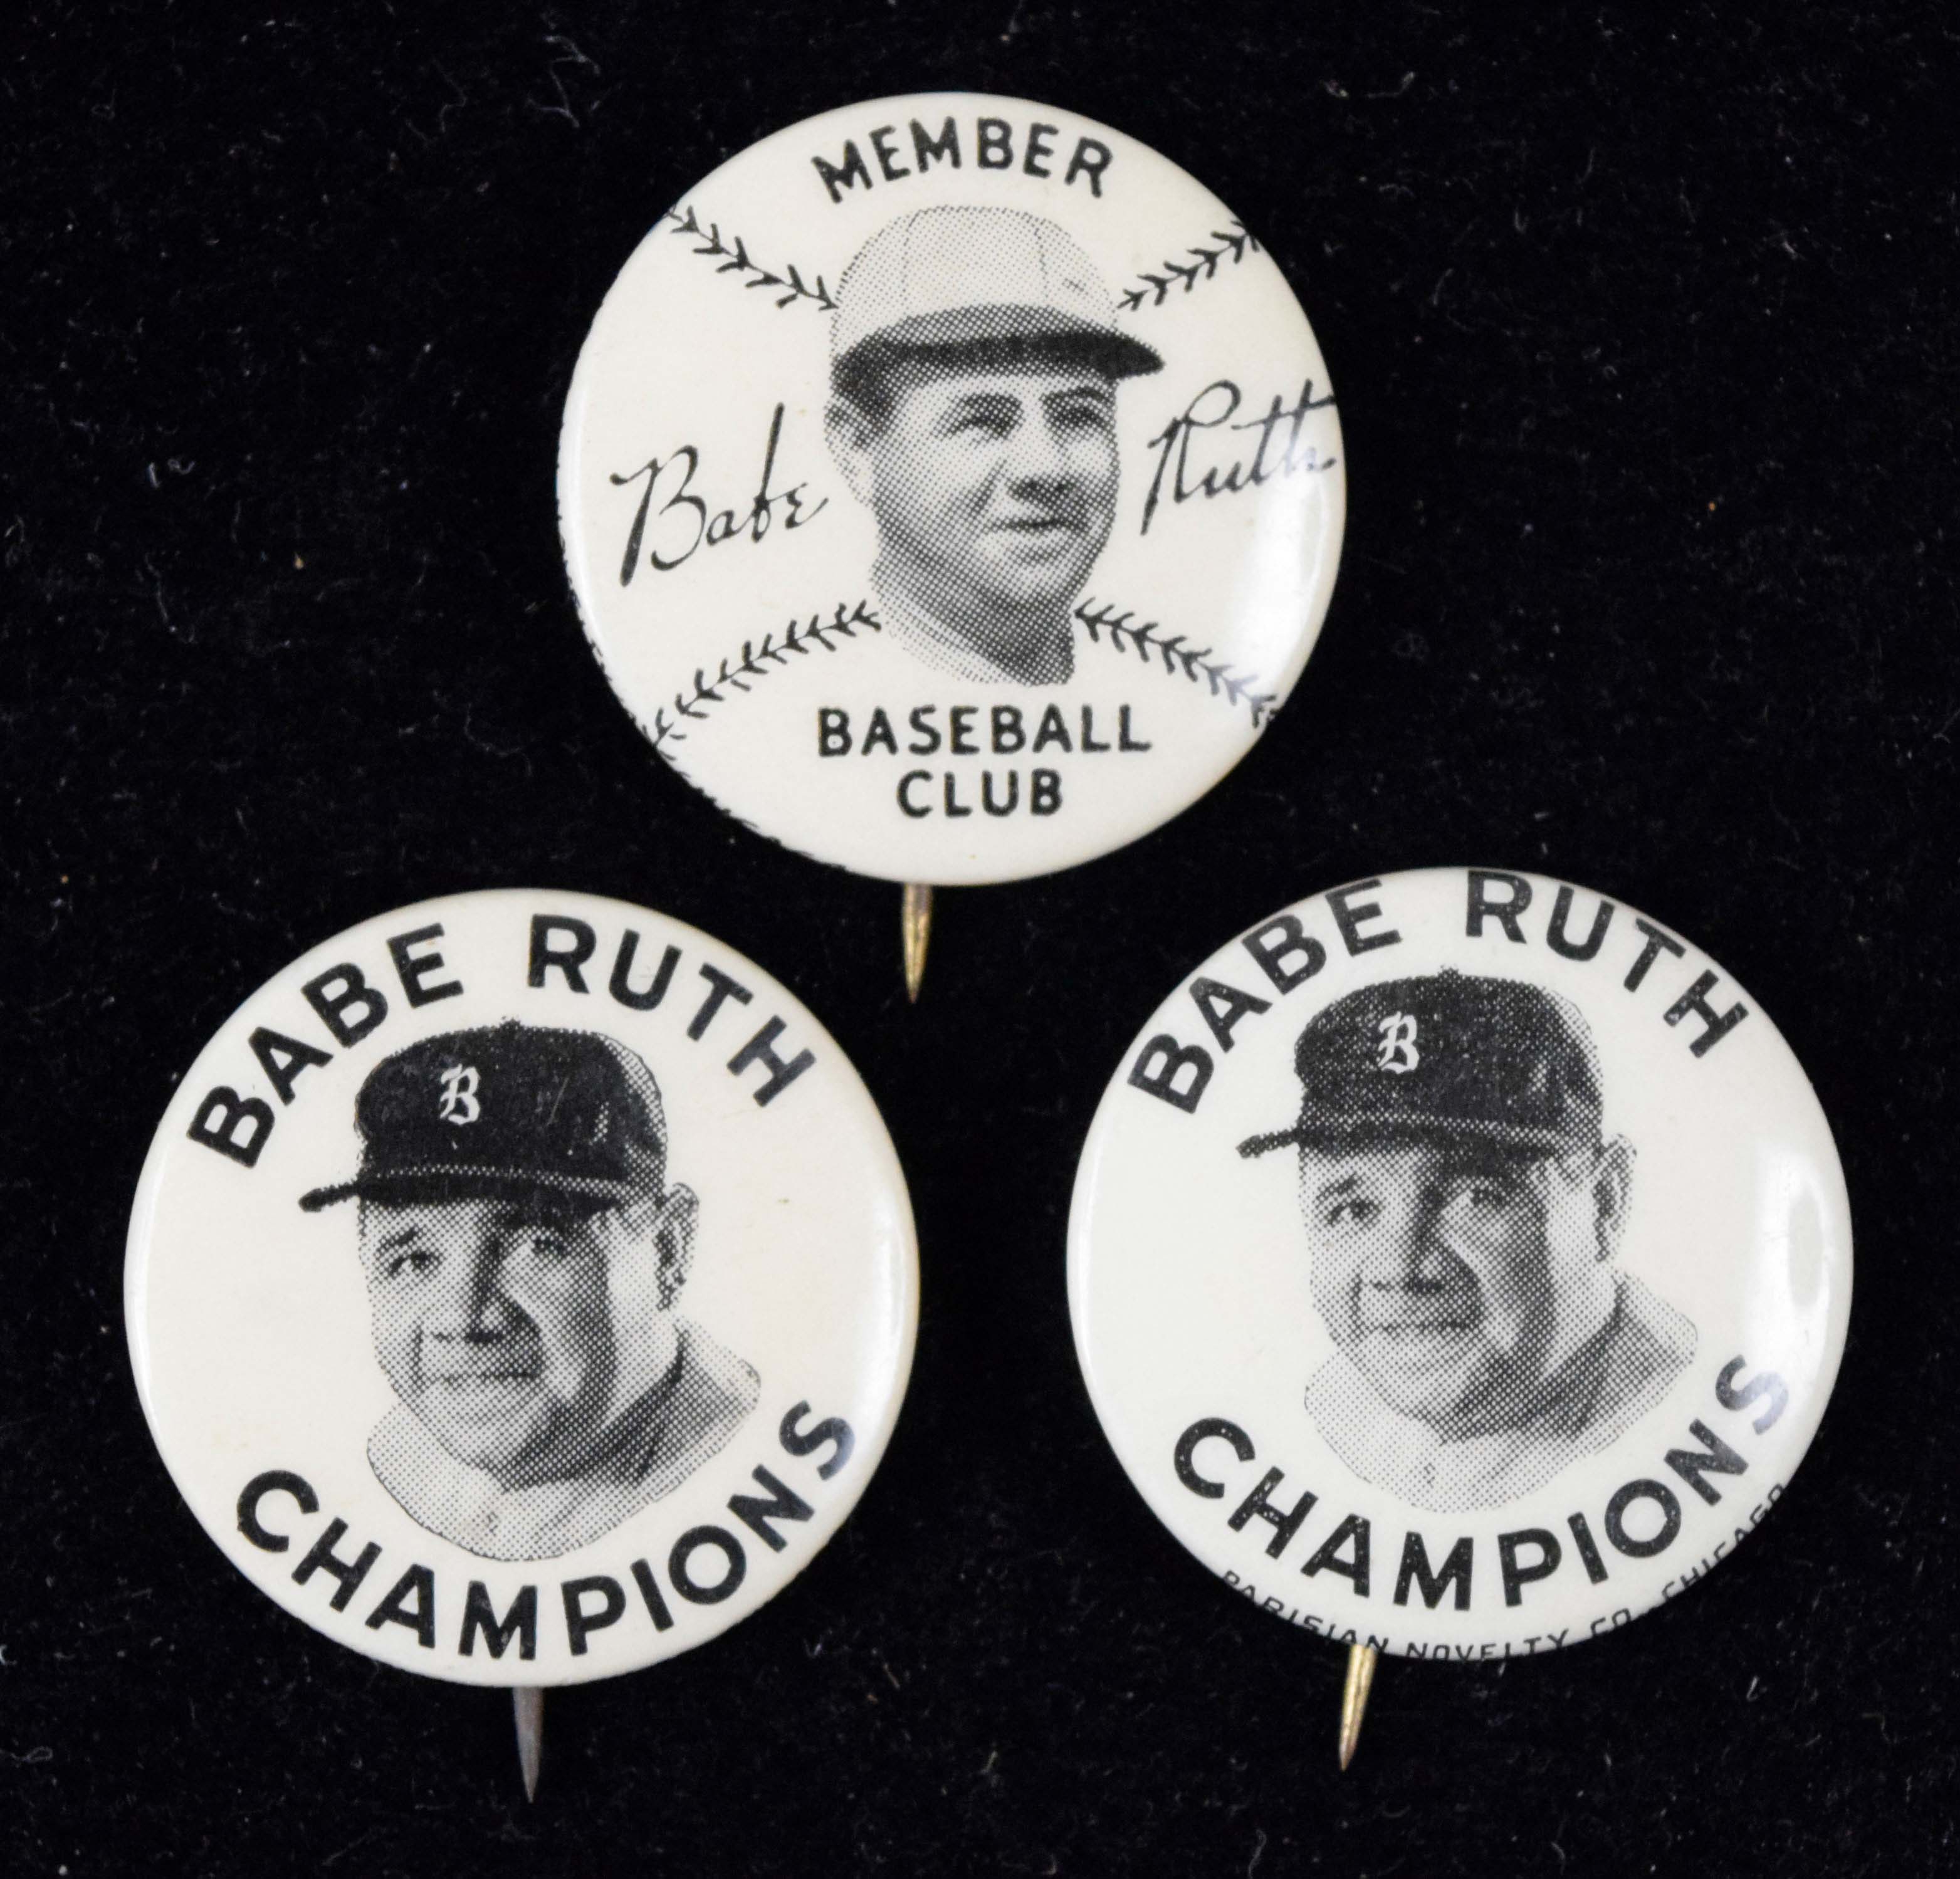 MEMBER
Babe Ruth
BASEBALL
CLUB
BABE RUTH
B
CHAMPIONS
BABE RUTH
B
CHAMPIONS
PARISIAN NOVELTY CO. CHICAGO